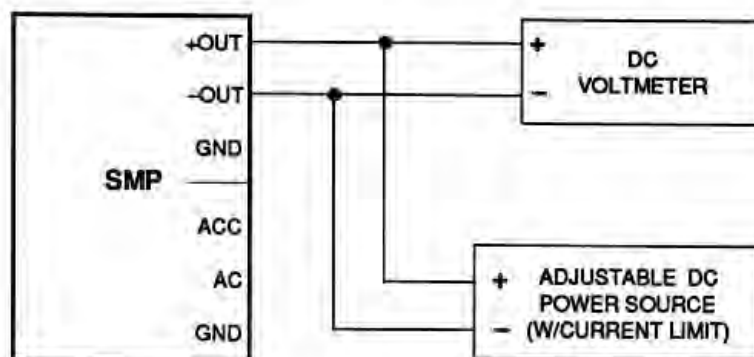 +OUT
-OUT
GND
SMP
ACC
AC
GND
+
DC
VOLTMETER
-
+ ADJUSTABLE DC
POWER SOURCE
- (W/CURRENT LIMIT)